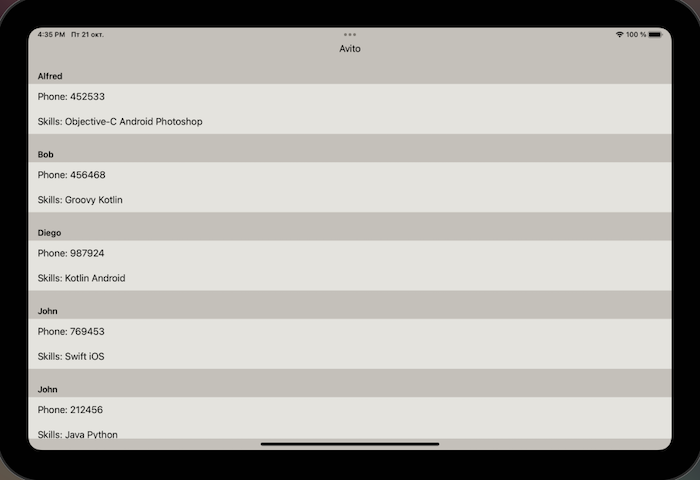 4:35 PM Пт 21 окт.
100 %
Avito
Alfred
Phone: 452533
Skills: Objective-C Android Photoshop
Bob
Phone: 456468
Skills: Groovy Kotlin
Diego
Phone: 987924
Skills: Kotlin Android
John
Phone: 769453
Skills: Swift iOS
John
Phone: 212456
Skills: Java Python